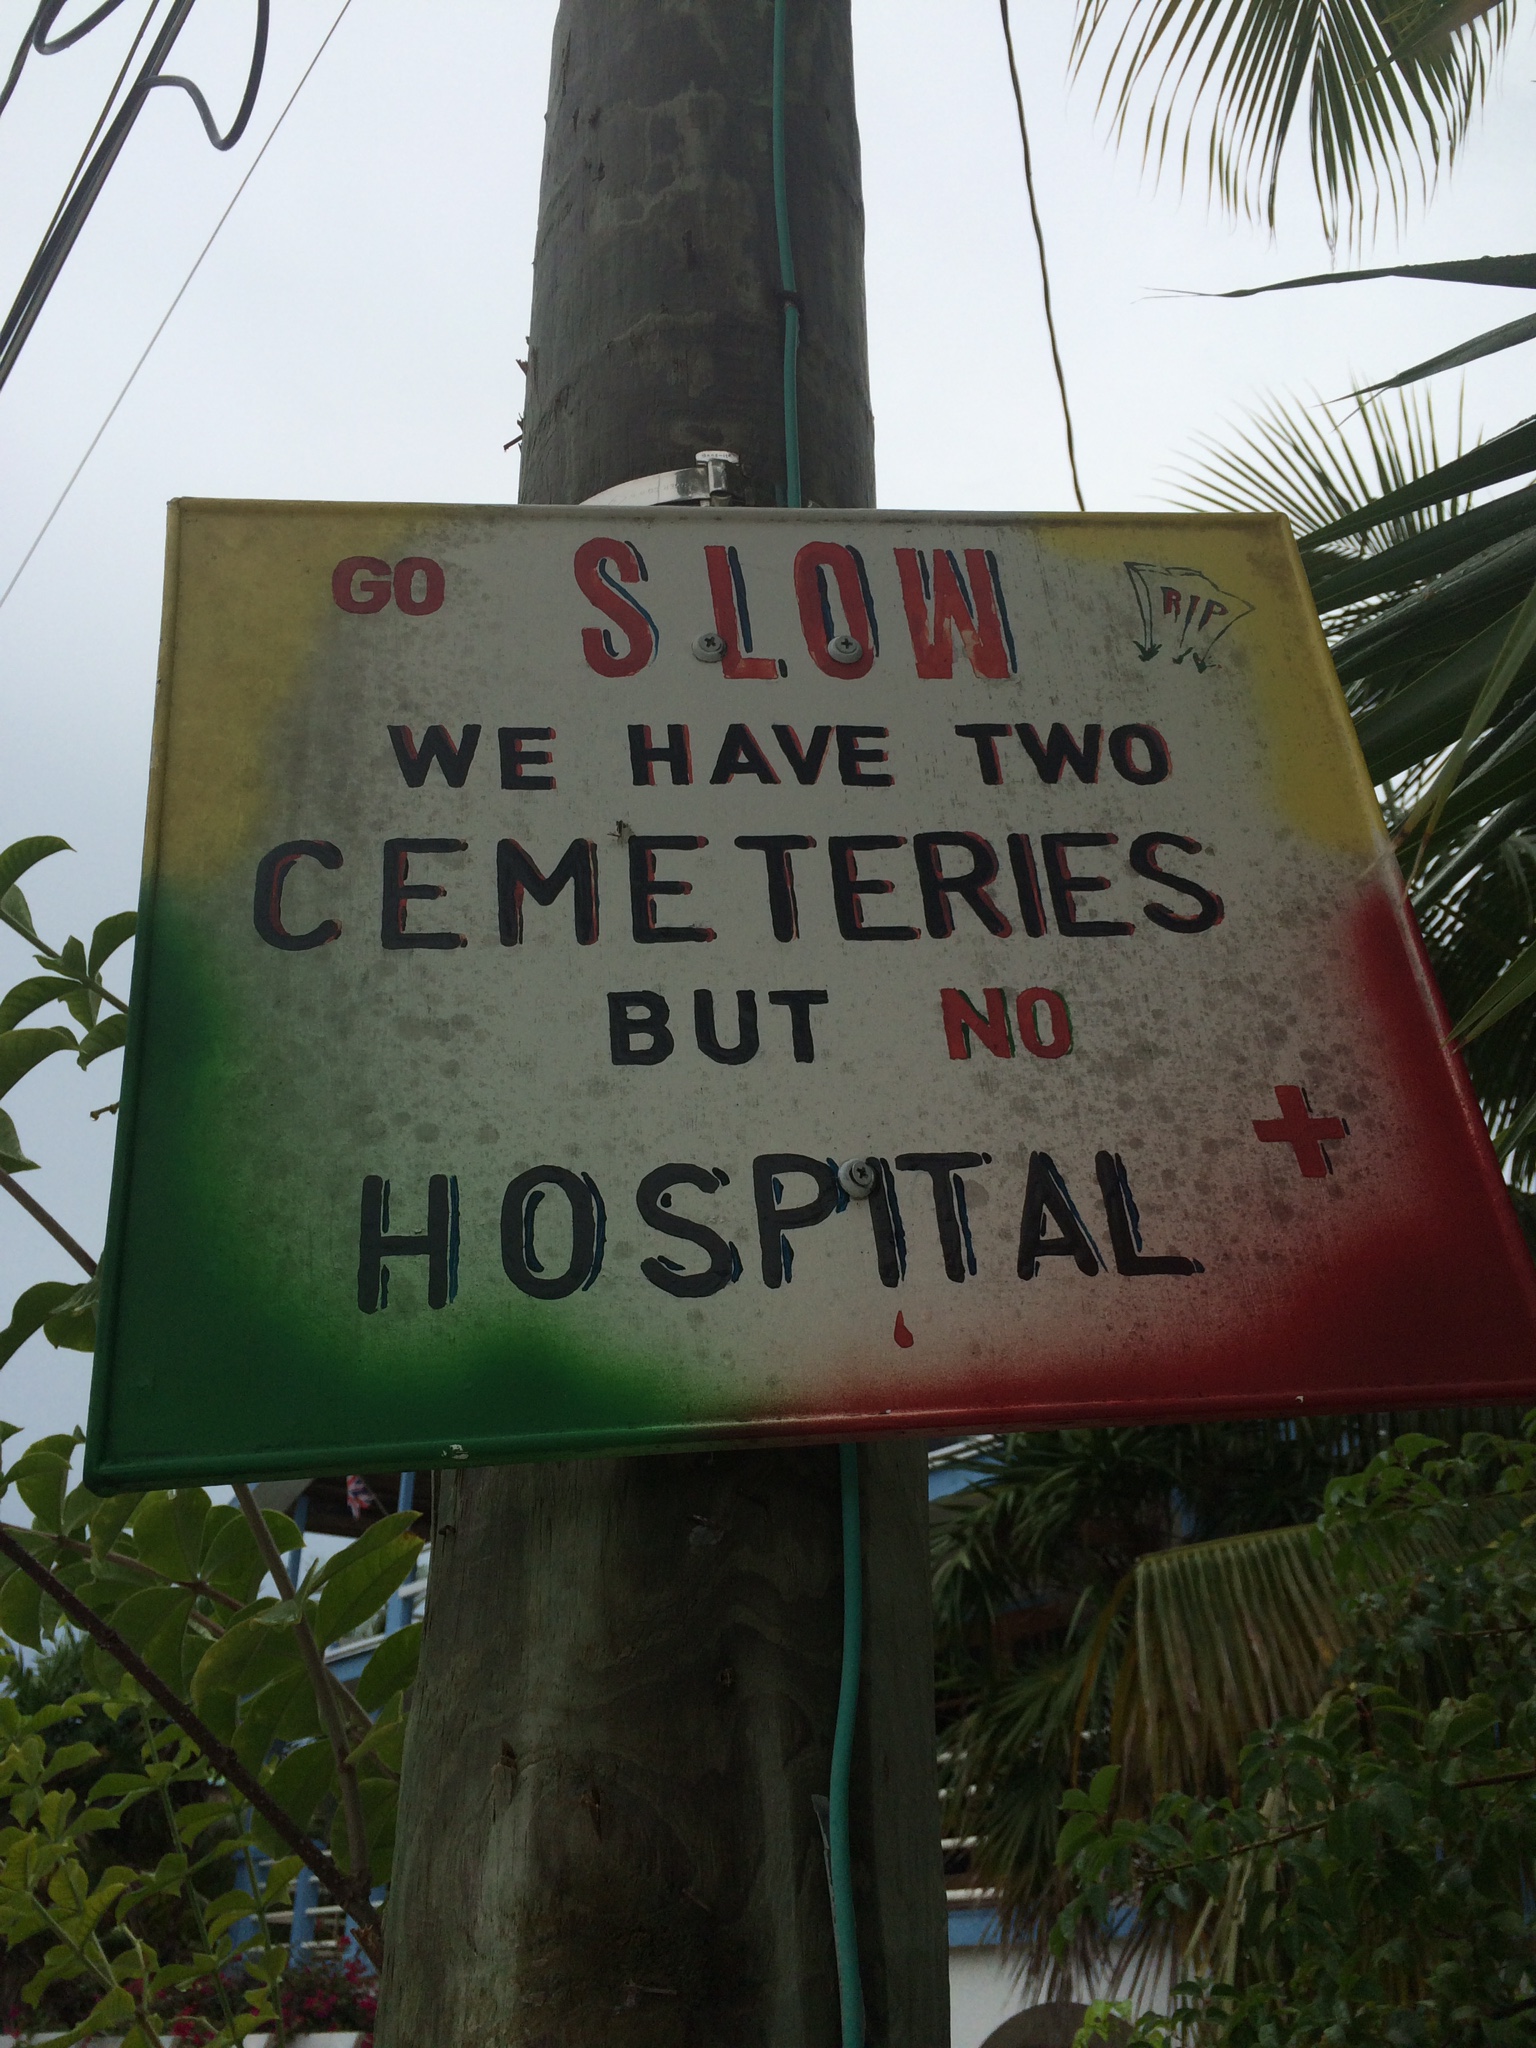 GO SLOW
RIP
WE HAVE TWO
CEMETERIES
BUT NO
HOSPITAL